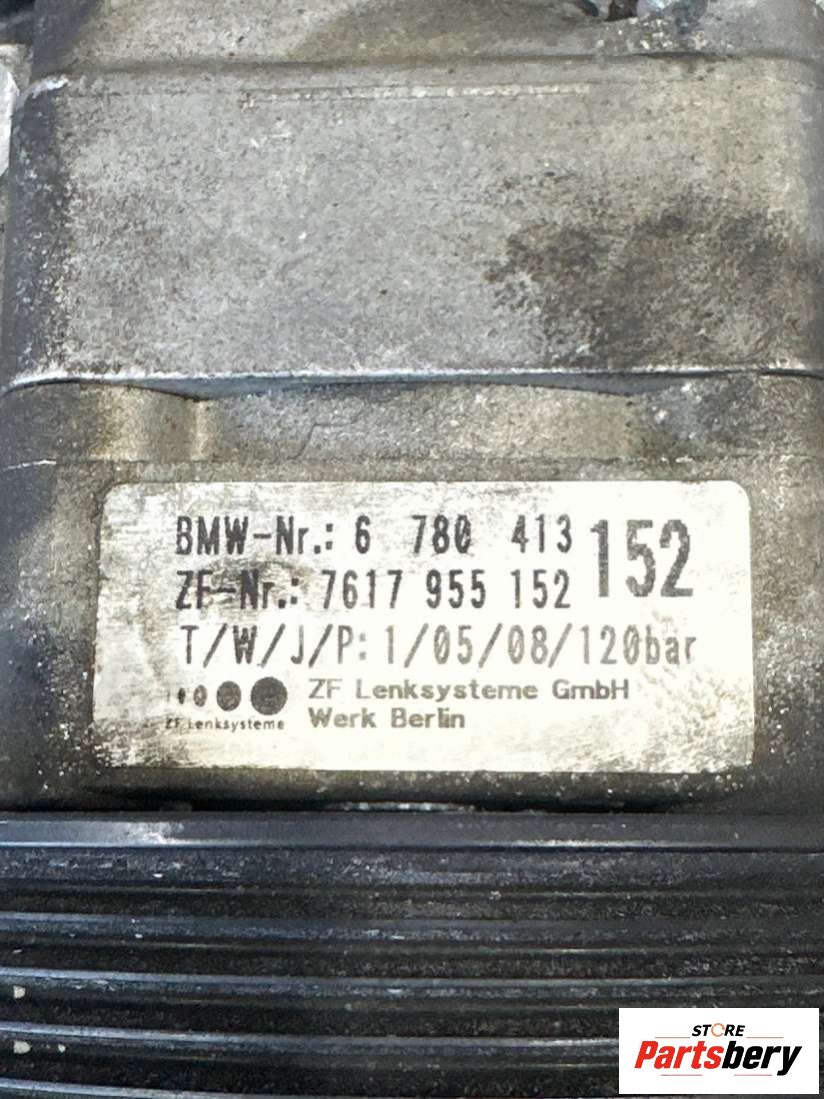 BMW-Nr.: 6 780 413
152
ZF-Nr.: 7617 955 152
T/W/J/P: 1/05/08/120bar
ZF Lenksysteme GmbH
ZF Lenksysteme
Werk Berlin
STORE
Partsbery